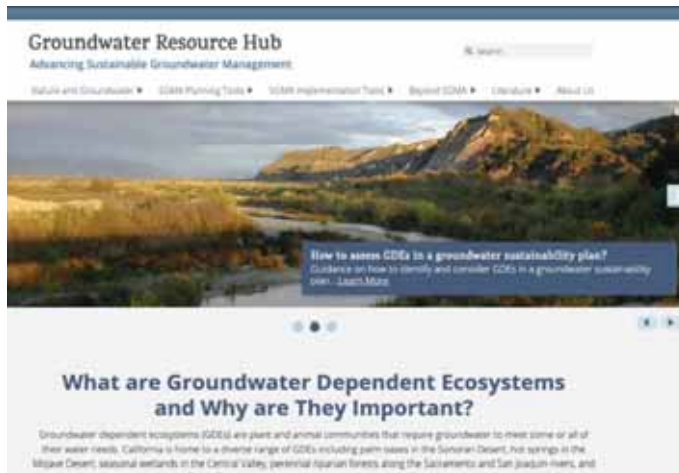 Groundwater Resource Hub
Advancing Sustainable Groundwater Management
Search...
Nature and Groundwater SGMA Planning Tools SGMA Implementation Tools Beyond SGMA Literature About Us
How to assess GDEs in a groundwater sustainability plan?
Guidance on how to identify and consider GDEs in a groundwater sustainability
plan... Learn More
What are Groundwater Dependent Ecosystems
and Why are They Important?
Groundwater dependent ecosystems (GDEs) are plant and animal communities that require groundwater to meet some or all of
their water needs. California is home to a diverse range of GDEs including palm oases in the Sonoran Desert, hot springs in the
Mojave Desert, seasonal wetlands in the Central Valley, perennial riparian forests along the Sacramento and San Joaquin rivers, and